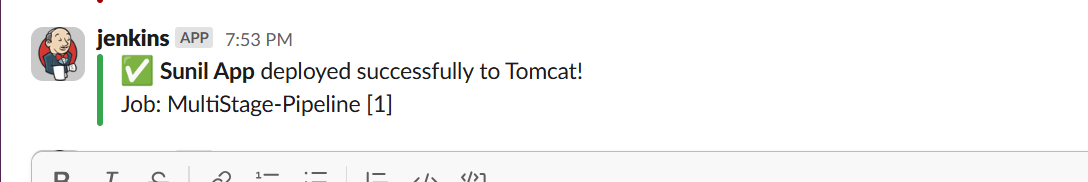 jenkins APP 7:53 PM
✅ Sunil App deployed successfully to Tomcat!
Job: MultiStage-Pipeline [1]